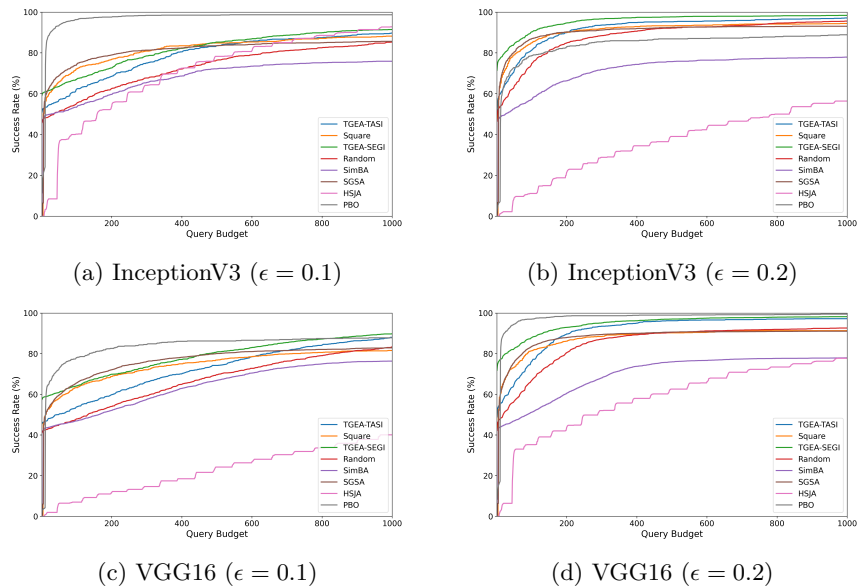 100
80
60
40
20
0
Success Rate (%)
TGEA-TASI
Square
TGEA-SEGI
Random
SimBA
SGSA
HSJA
PBO
200 400 600 800 1000
Query Budget
(a) InceptionV3 (ϵ = 0.1)
100
80
60
40
20
0
Success Rate (%)
TGEA-TASI
Square
TGEA-SEGI
Random
SimBA
SGSA
HSJA
PBO
200 400 600 800 1000
Query Budget
(b) InceptionV3 (ϵ = 0.2)
100
80
60
40
20
0
Success Rate (%)
TGEA-TASI
Square
TGEA-SEGI
Random
SimBA
SGSA
HSJA
PBO
200 400 600 800 1000
Query Budget
(c) VGG16 (ϵ = 0.1)
100
80
60
40
20
0
Success Rate (%)
TGEA-TASI
Square
TGEA-SEGI
Random
SimBA
SGSA
HSJA
PBO
200 400 600 800 1000
Query Budget
(d) VGG16 (ϵ = 0.2)